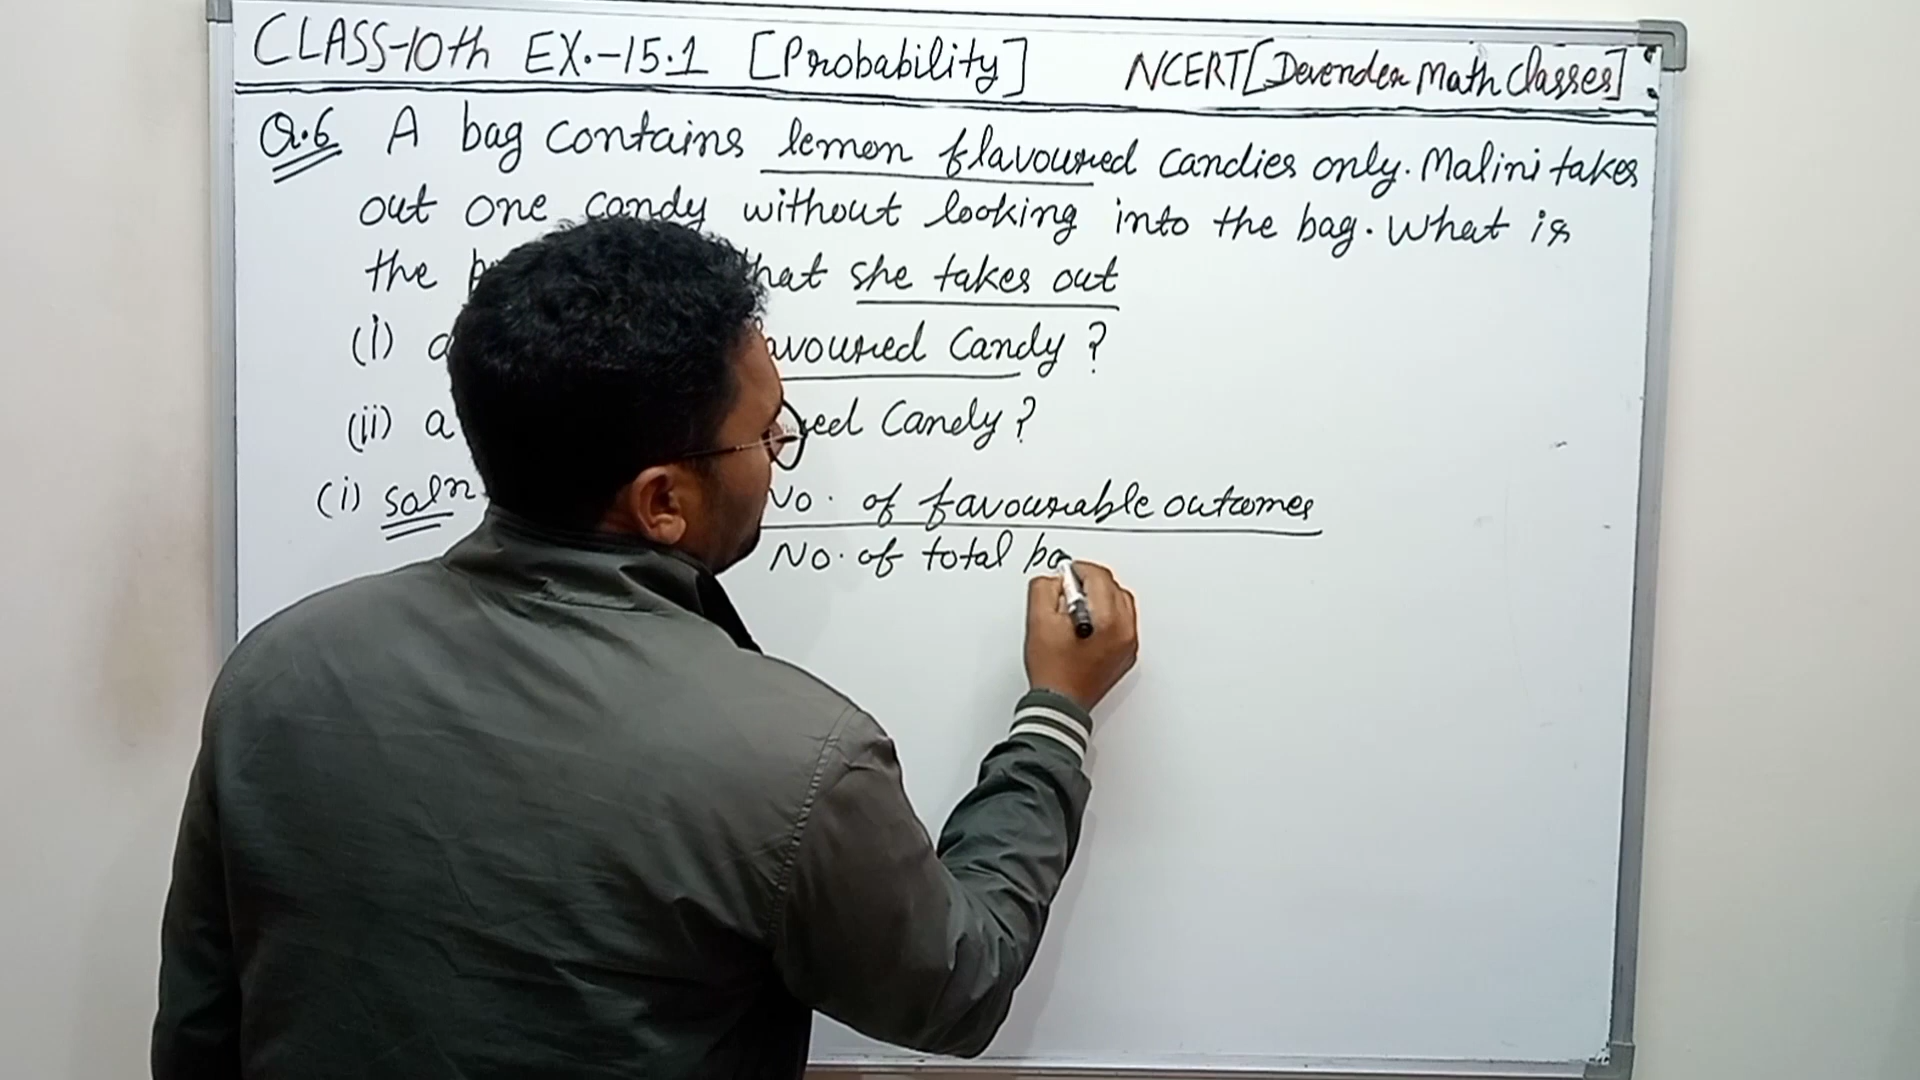 CLASS-10th EX.-15.1 [Probability] NCERT[Devender Math Classes]
Q.6 A bag contains lemon flavoured candies only. Malini takes
out one candy without looking into the bag. What is
the that she takes out
(i) avoured Candy?
(ii) a Candy?
(i) Soln No. of favourable outcomes
No. of total po